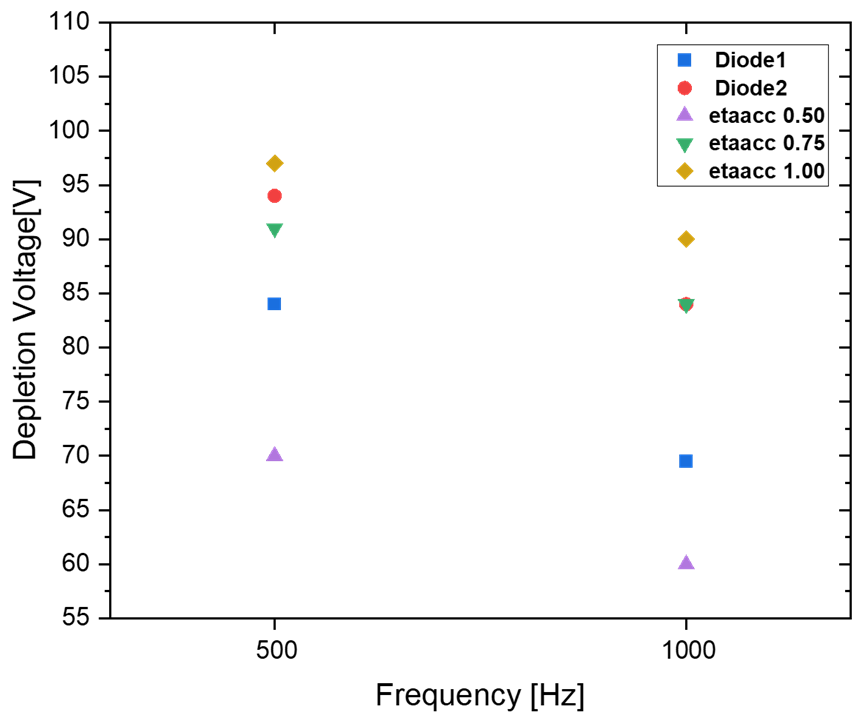 110
105
100
95
90
85
80
75
70
65
60
55
Depletion Voltage[V]
Diode1
Diode2
etaacc 0.50
etaacc 0.75
etaacc 1.00
500
1000
Frequency [Hz]